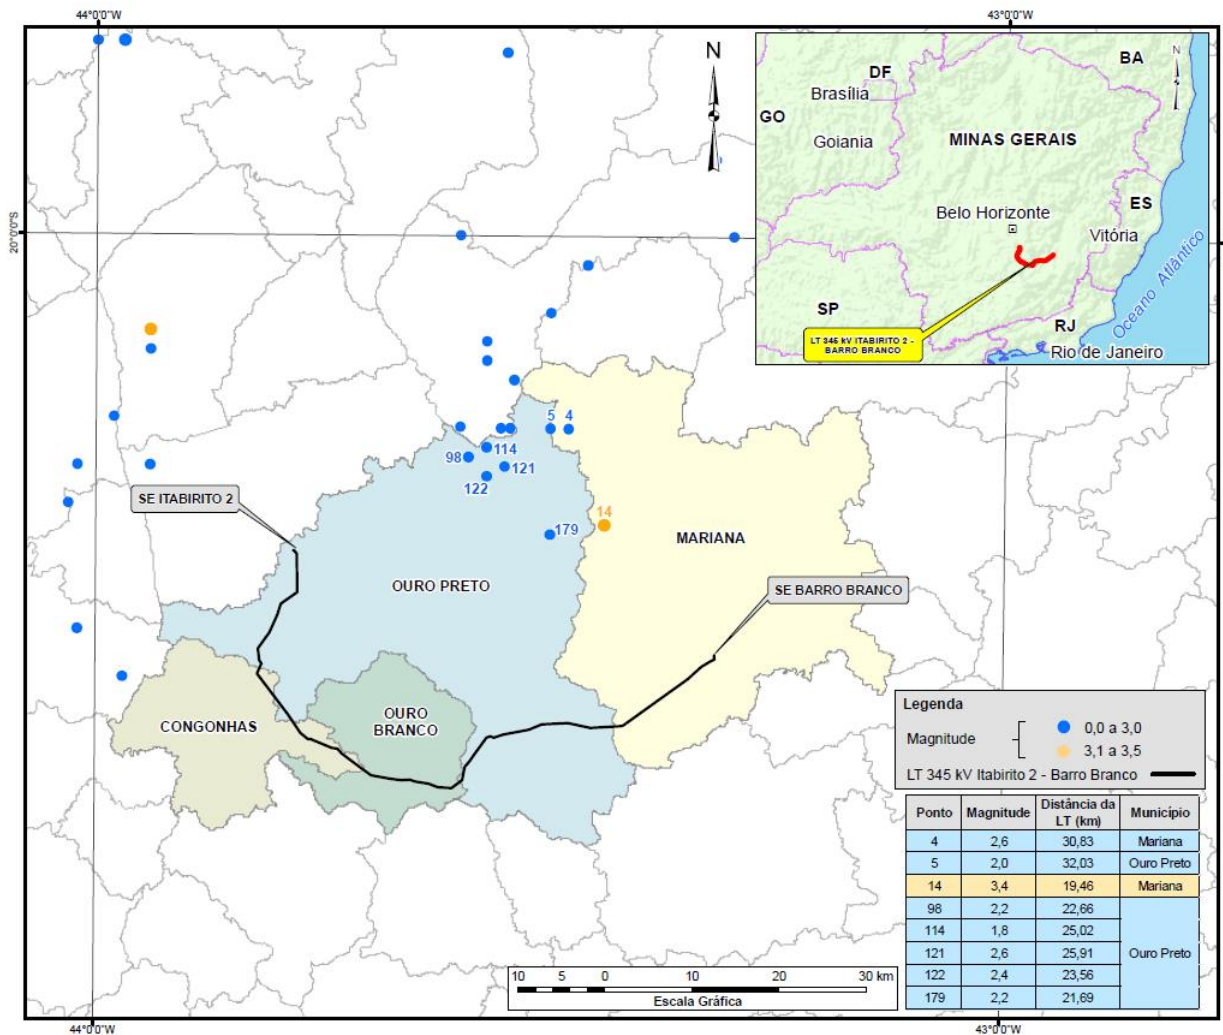 44°0'0"W
43°0'0"W
20°0'0"S
N
DF
BA
Brasília
GO
Goiania
MINAS GERAIS
N
Belo Horizonte
ES
Vitória
SP
RJ
Rio de Janeiro
Oceano Atlântico
LT 345 kV ITABIRITO 2 -
BARRO BRANCO
5
4
98
114
121
122
14
179
SE ITABIRITO 2
MARIANA
OURO PRETO
SE BARRO BRANCO
CONGONHAS
OURO
BRANCO
Legenda
Magnitude
0,0 a 3,0
3,1 a 3,5
LT 345 kV Itabirito 2 - Barro Branco
Ponto Magnitude Distância da LT (km) Município
4 2,6 30,83 Mariana
5 2,0 32,03 Ouro Preto
14 3,4 19,46 Mariana
98 2,2 22,66
114 1,8 25,02
121 2,6 25,91 Ouro Preto
122 2,4 23,56
179 2,2 21,69
10 5 0 10 20 30 km
Escala Gráfica
44°0'0"W
43°0'0"W